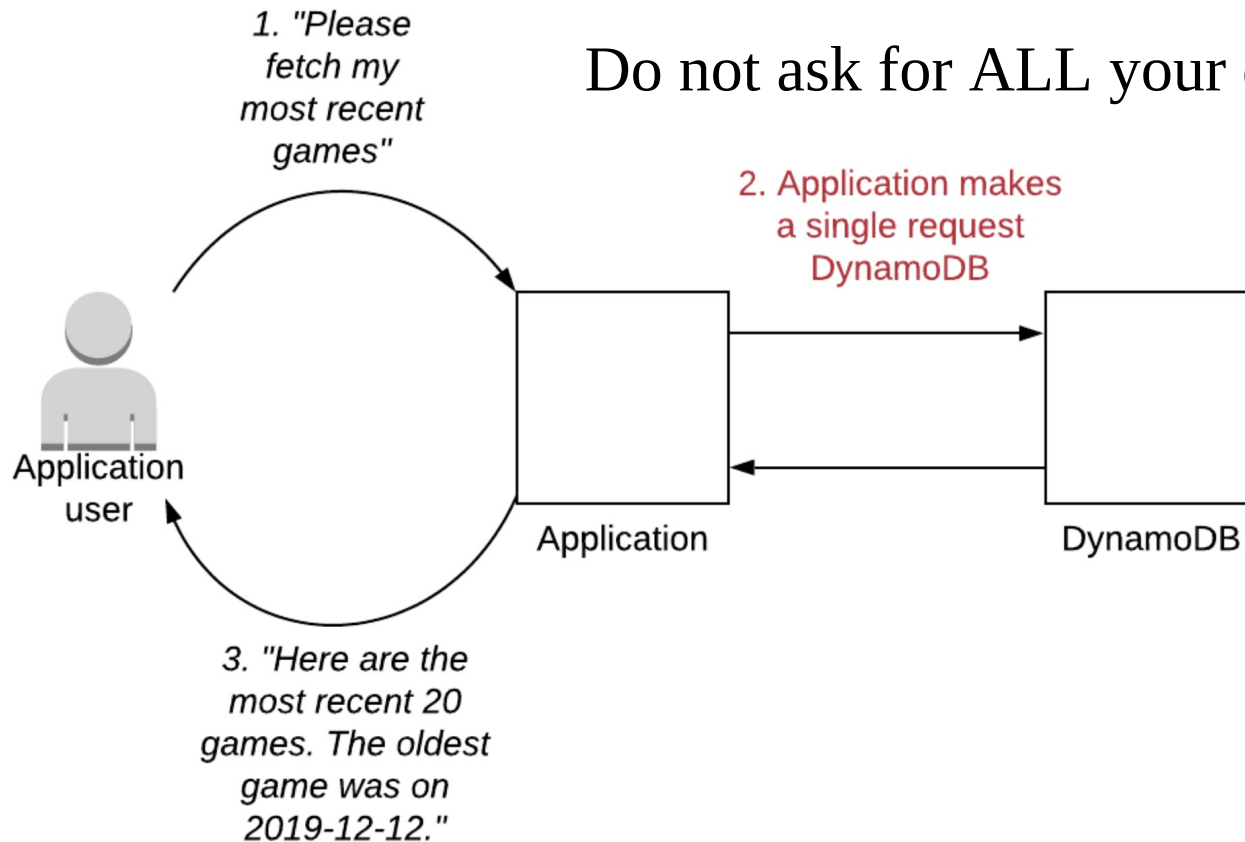 1. "Please
fetch my
most recent
games"
Do not ask for ALL your
2. Application makes
a single request
DynamoDB
Application
user
Application
DynamoDB
3. "Here are the
most recent 20
games. The oldest
game was on
2019-12-12."